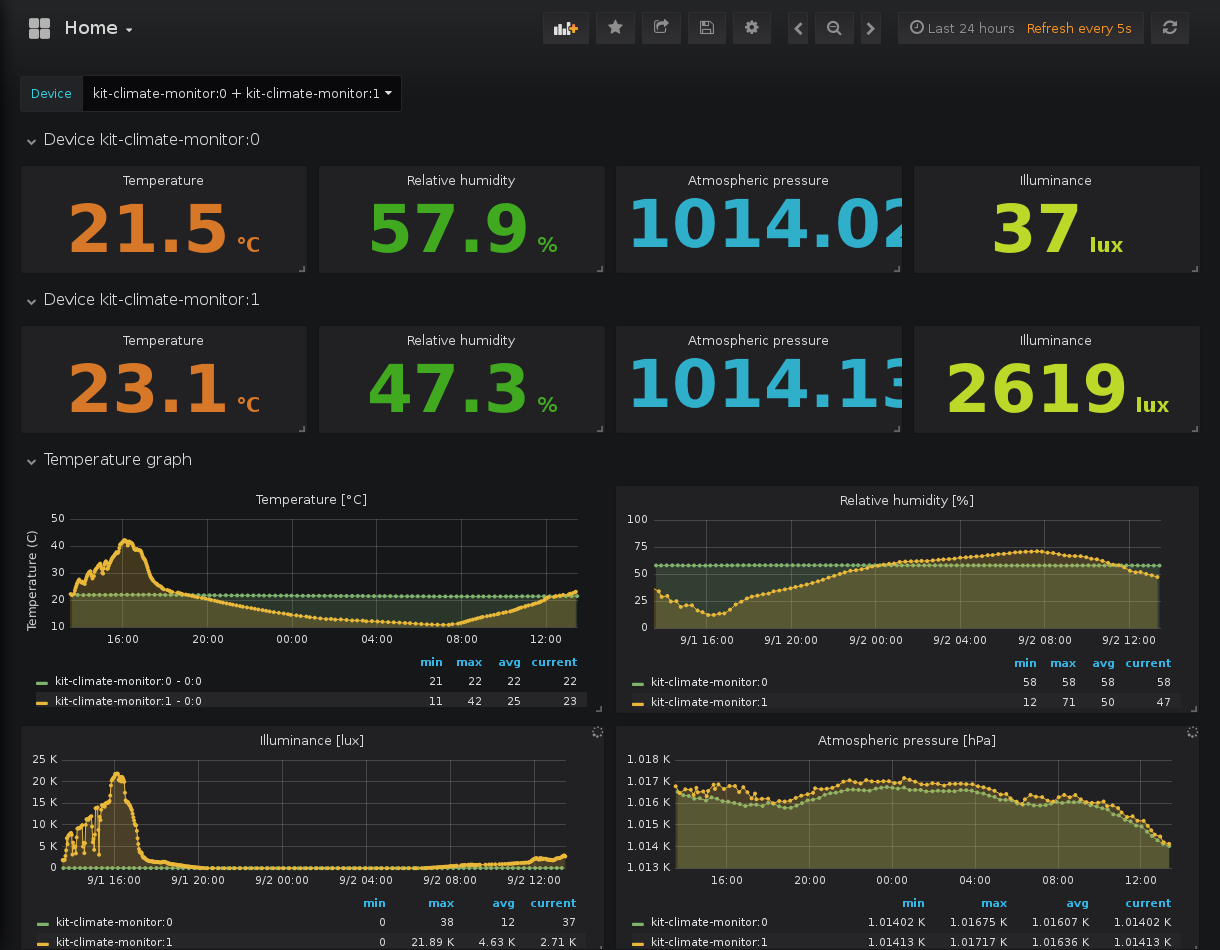 Home
Last 24 hours Refresh every 5s
Device kit-climate-monitor:0 + kit-climate-monitor:1
Device kit-climate-monitor:0
Temperature Relative humidity Atmospheric pressure Illuminance
21.5 °C 57.9 % 1014.02 37 lux
Device kit-climate-monitor:1
Temperature Relative humidity Atmospheric pressure Illuminance
23.1 °C 47.3 % 1014.13 2619 lux
Temperature graph
Temperature [°C]
Temperature (C)
50
40
30
20
10
16:00 20:00 00:00 04:00 08:00 12:00
min max avg current
kit-climate-monitor:0 - 0:0 21 22 22 22
kit-climate-monitor:1 - 0:0 11 42 25 23
Relative humidity [%]
100
75
50
25
0
9/1 16:00 9/1 20:00 9/2 00:00 9/2 04:00 9/2 08:00 9/2 12:00
min max avg current
kit-climate-monitor:0 58 58 58 58
kit-climate-monitor:1 12 71 50 47
Illuminance [lux]
25 K
20 K
15 K
10 K
5 K
0
9/1 16:00 9/1 20:00 9/2 00:00 9/2 04:00 9/2 08:00 9/2 12:00
min max avg current
kit-climate-monitor:0 0 38 12 37
kit-climate-monitor:1 0 21.89 K 4.63 K 2.71 K
Atmospheric pressure [hPa]
1.018 K
1.017 K
1.016 K
1.015 K
1.014 K
1.013 K
16:00 20:00 00:00 04:00 08:00 12:00
min max avg current
kit-climate-monitor:0 1.01402 K 1.01675 K 1.01607 K 1.01402 K
kit-climate-monitor:1 1.01413 K 1.01717 K 1.01636 K 1.01413 K